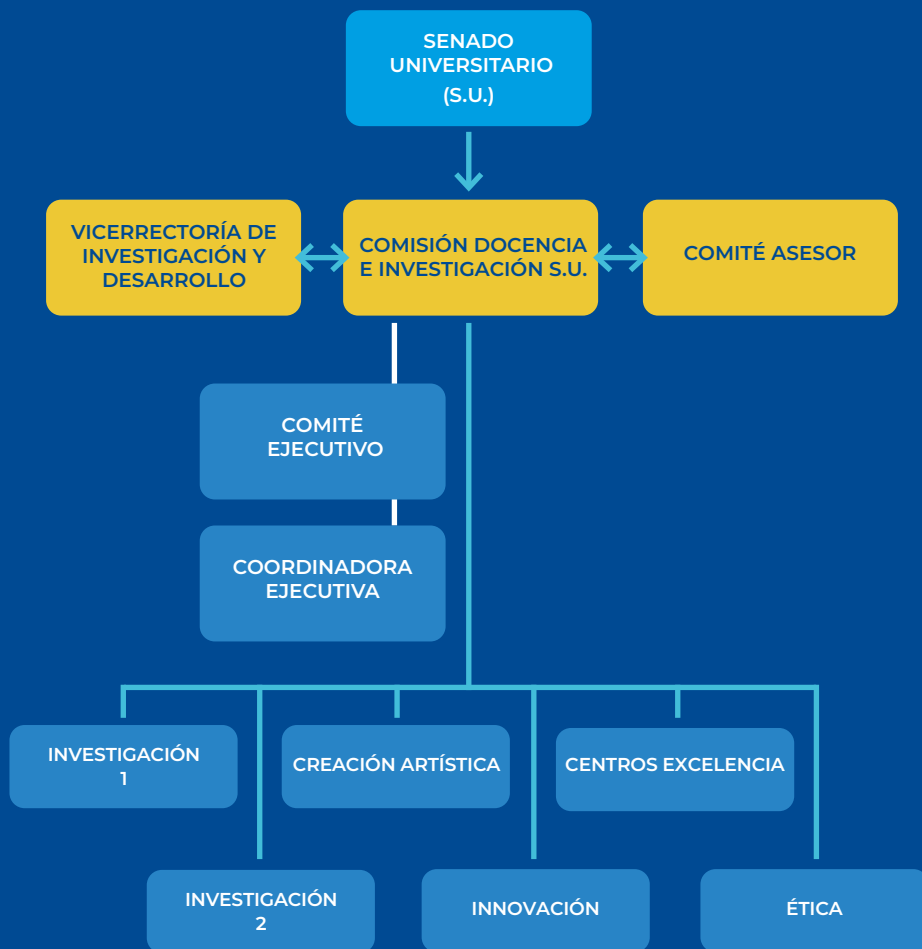 SENADO
UNIVERSITARIO
(S.U.)
VICERRECTORÍA DE
INVESTIGACIÓN Y
DESARROLLO
COMISIÓN DOCENCIA
E INVESTIGACIÓN S.U.
COMITÉ ASESOR
COMITÉ
EJECUTIVO
COORDINADORA
EJECUTIVA
INVESTIGACIÓN
1
CREACIÓN ARTÍSTICA
CENTROS EXCELENCIA
INVESTIGACIÓN
2
INNOVACIÓN
ÉTICA